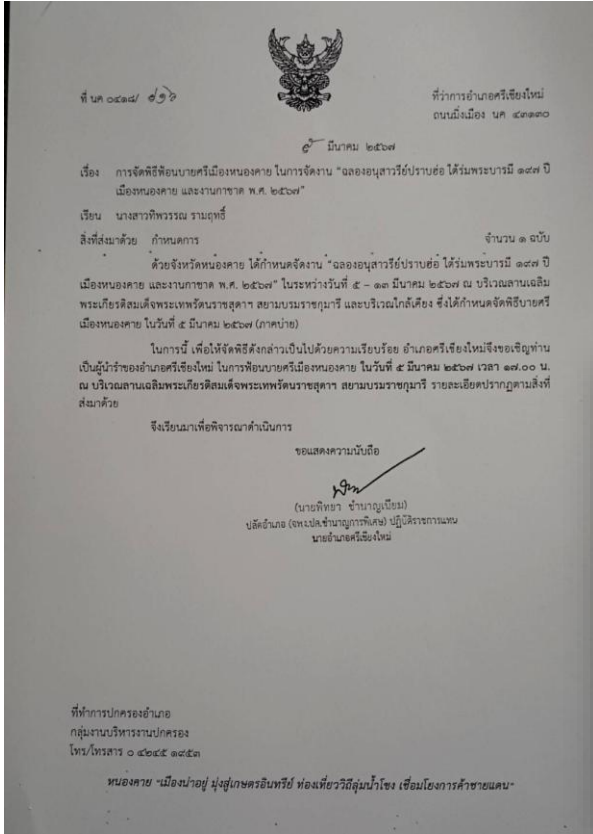 ที่ นค ๐๔๑๘/
ที่ว่าการอำเภอศรีเชียงใหม่
ถนนมิ่งเมือง นค ๔๓๑๓๐
มีนาคม ๒๕๖๗
เรื่อง การจัดพิธีฟ้อนบายศรีเมืองหนองคาย ในการจัดงาน "ฉลองอนุสาวรีย์ปราบฮ่อ ใต้ร่มพระบารมี ๑๙๗ ปี
เมืองหนองคาย และงานกาชาด พ.ศ. ๒๕๖๗"
เรียน นางสาวทิพวรรณ รามฤทธิ์
สิ่งที่ส่งมาด้วย กำหนดการ จำนวน ๑ ฉบับ
ด้วยจังหวัดหนองคาย ได้กำหนดจัดงาน "ฉลองอนุสาวรีย์ปราบฮ่อ ใต้ร่มพระบารมี ๑๙๗ ปี
เมืองหนองคาย และงานกาชาด พ.ศ. ๒๕๖๗" ในระหว่างวันที่ ๕ – ๑๓ มีนาคม ๒๕๖๗ ณ บริเวณลานเฉลิม
พระเกียรติสมเด็จพระเทพรัตนราชสุดาฯ สยามบรมราชกุมารี และบริเวณใกล้เคียง ซึ่งได้กำหนดจัดพิธีบายศรี
เมืองหนองคาย ในวันที่ ๕ มีนาคม ๒๕๖๗ (ภาคบ่าย)
ในการนี้ เพื่อให้จัดพิธีดังกล่าวเป็นไปด้วยความเรียบร้อย อำเภอศรีเชียงใหม่จึงขอเชิญท่าน
เป็นผู้นำรำของอำเภอศรีเชียงใหม่ ในการฟ้อนบายศรีเมืองหนองคาย ในวันที่ ๕ มีนาคม ๒๕๖๗ เวลา ๑๗.๐๐ น.
ณ บริเวณลานเฉลิมพระเกียรติสมเด็จพระเทพรัตนราชสุดาฯ สยามบรมราชกุมารี รายละเอียดปรากฏตามสิ่งที่
ส่งมาด้วย
จึงเรียนมาเพื่อพิจารณาดำเนินการ
ขอแสดงความนับถือ
(นายพิทยา ชำนาญเนียม)
ปลัดอำเภอ (จพง.ปค.ชำนาญการพิเศษ) ปฏิบัติราชการแทน
นายอำเภอศรีเชียงใหม่
ที่ทำการปกครองอำเภอ
กลุ่มงานบริหารงานปกครอง
โทร/โทรสาร ๐ ๔๒๔๕ ๑๙๕๓
หนองคาย "เมืองน่าอยู่ มุ่งสู่เกษตรอินทรีย์ ท่องเที่ยววิถีลุ่มน้ำโขง เชื่อมโยงการค้าชายแดน"